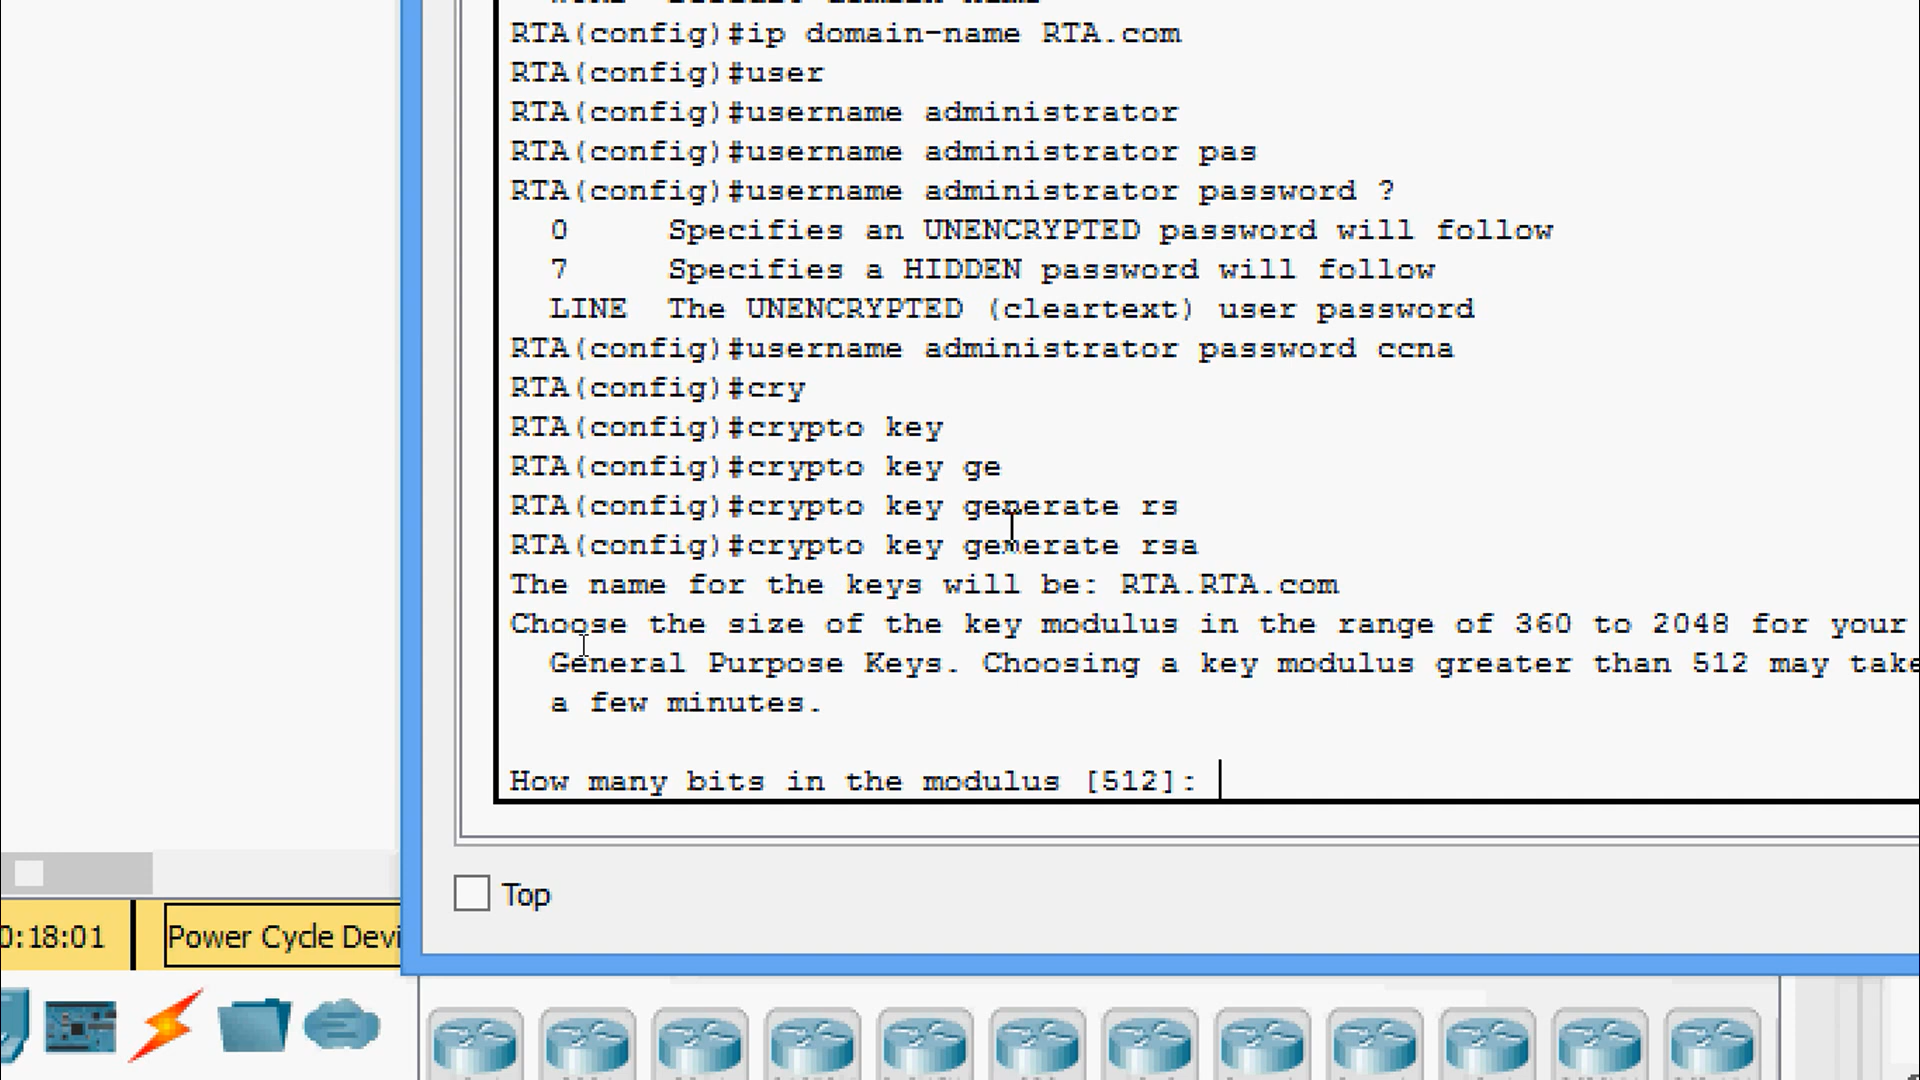 RTA(config)#ip domain-name RTA.com
RTA(config)#user
RTA(config)#username administrator
RTA(config)#username administrator pas
RTA(config)#username administrator password ?
  0     Specifies an UNENCRYPTED password will follow
  7     Specifies a HIDDEN password will follow
  LINE  The UNENCRYPTED (cleartext) user password
RTA(config)#username administrator password ccna
RTA(config)#cry
RTA(config)#crypto key
RTA(config)#crypto key ge
RTA(config)#crypto key generate rs
RTA(config)#crypto key generate rsa
The name for the keys will be: RTA.RTA.com
Choose the size of the key modulus in the range of 360 to 2048 for your
  General Purpose Keys. Choosing a key modulus greater than 512 may take
  a few minutes.
How many bits in the modulus [512]:
Top
0:18:01
Power Cycle Devi